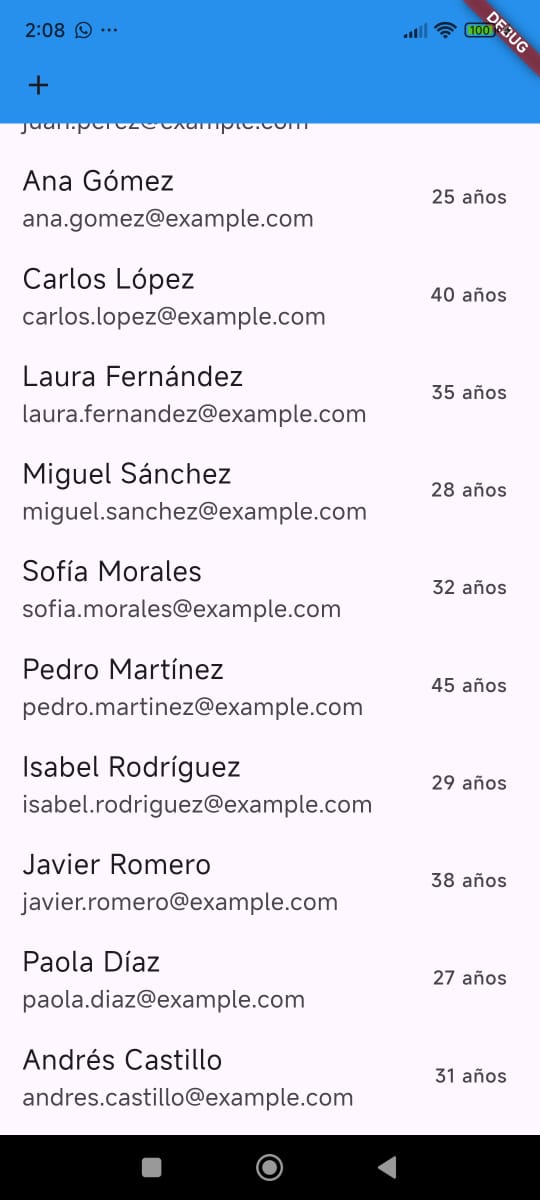 2:08
100
DEBUG
+
juan.perez@example.com
Ana Gómez
25 años
ana.gomez@example.com
Carlos López
40 años
carlos.lopez@example.com
Laura Fernández
35 años
laura.fernandez@example.com
Miguel Sánchez
28 años
miguel.sanchez@example.com
Sofía Morales
32 años
sofia.morales@example.com
Pedro Martínez
45 años
pedro.martinez@example.com
Isabel Rodríguez
29 años
isabel.rodriguez@example.com
Javier Romero
38 años
javier.romero@example.com
Paola Díaz
27 años
paola.diaz@example.com
Andrés Castillo
31 años
andres.castillo@example.com